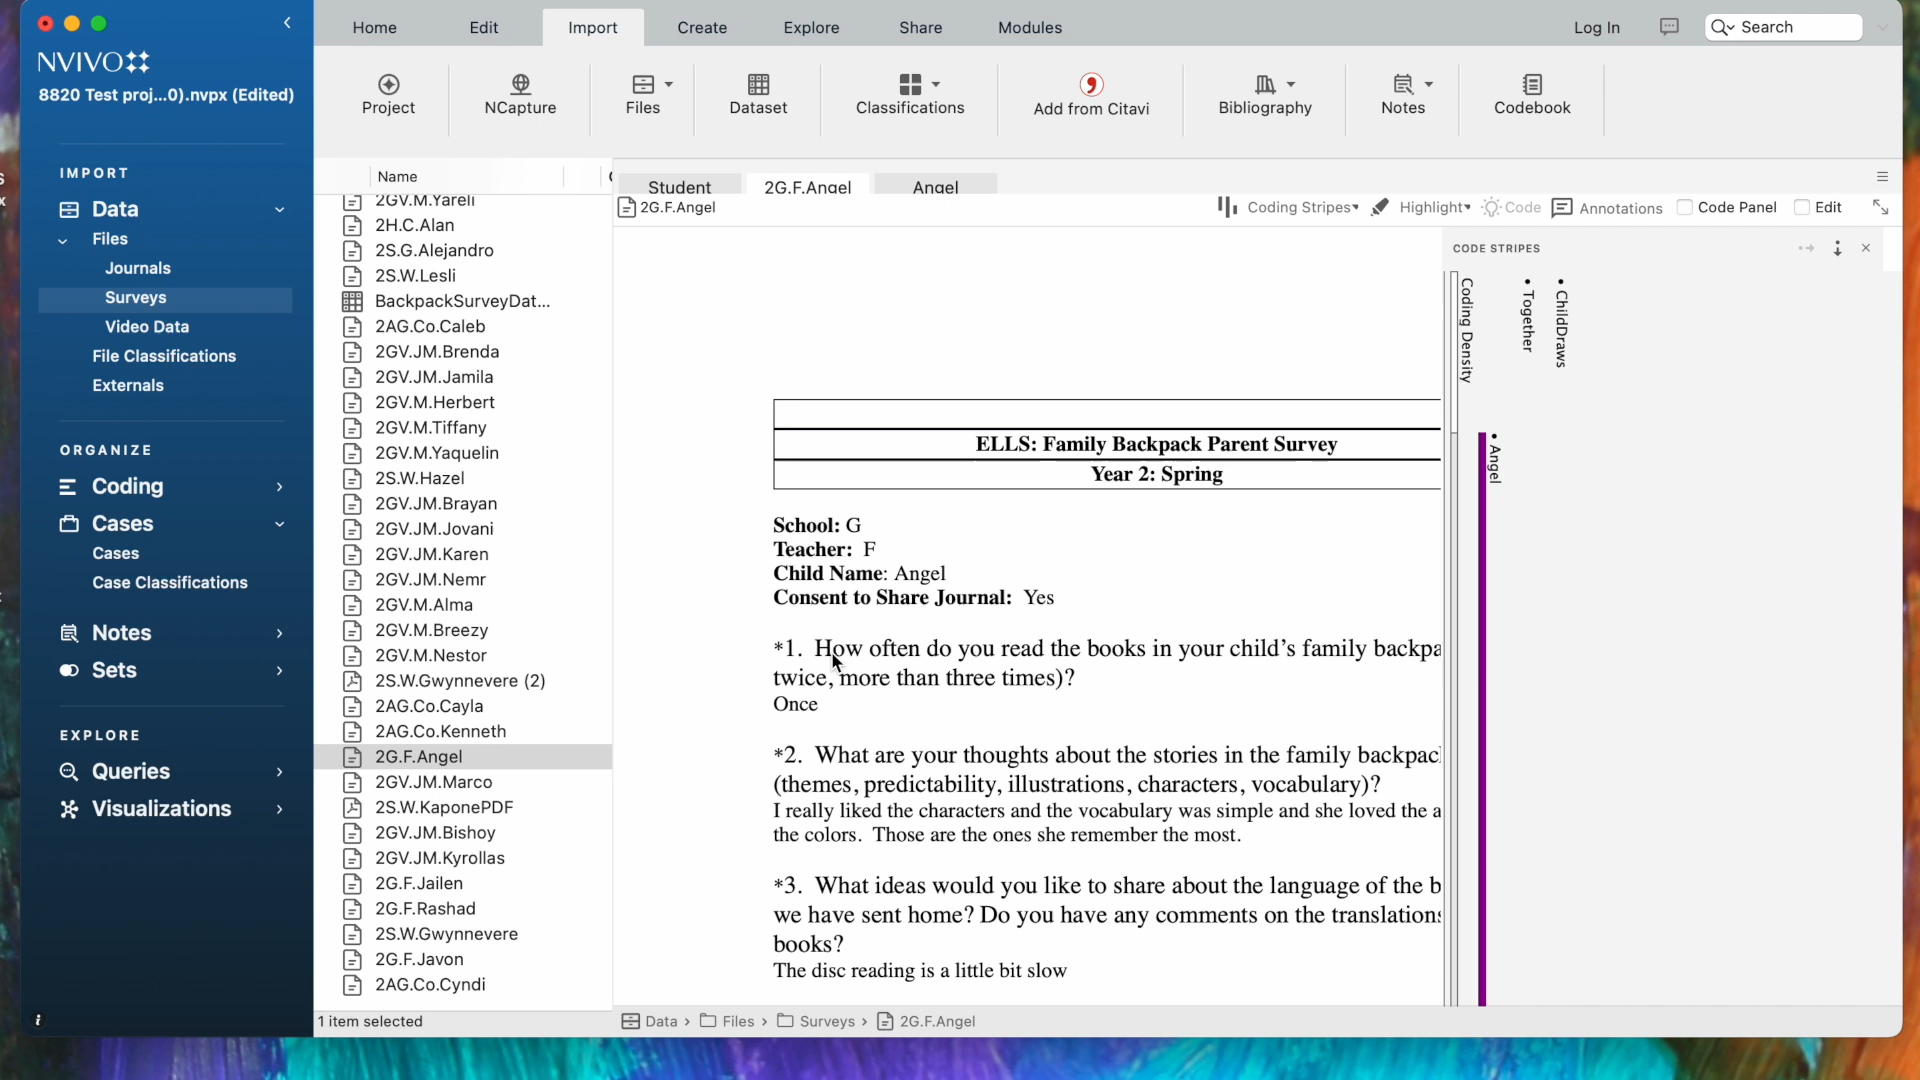 Home
Edit
Import
Create
Explore
Share
Modules
Log In
Search
NVIVO
8820 Test proj...0).nvpx (Edited)
Project
NCapture
Files
Dataset
Classifications
Add from Citavi
Bibliography
Notes
Codebook
IMPORT
Data
Files
Journals
Surveys
Video Data
File Classifications
Externals
ORGANIZE
Coding
Cases
Cases
Case Classifications
Notes
Sets
EXPLORE
Queries
Visualizations
Name
2GV.M.Yareli
2H.C.Alan
2S.G.Alejandro
2S.W.Lesli
BackpackSurveyDat...
2AG.Co.Caleb
2GV.JM.Brenda
2GV.JM.Jamila
2GV.M.Herbert
2GV.M.Tiffany
2GV.M.Yaquelin
2S.W.Hazel
2GV.JM.Brayan
2GV.JM.Jovani
2GV.JM.Karen
2GV.JM.Nemr
2GV.M.Alma
2GV.M.Breezy
2GV.M.Nestor
2S.W.Gwynnevere (2)
2AG.Co.Cayla
2AG.Co.Kenneth
2G.F.Angel
2GV.JM.Marco
2S.W.KaponePDF
2GV.JM.Bishoy
2GV.JM.Kyrollas
2G.F.Jailen
2G.F.Rashad
2S.W.Gwynnevere
2G.F.Javon
2AG.Co.Cyndi
1 item selected
Student
2G.F.Angel
Angel
2G.F.Angel
Coding Stripes
Highlight
Code
Annotations
Code Panel
Edit
ELLS: Family Backpack Parent Survey
Year 2: Spring
School: G
Teacher: F
Child Name: Angel
Consent to Share Journal: Yes
*1. How often do you read the books in your child's family backpa
twice, more than three times)?
Once
*2. What are your thoughts about the stories in the family backpac
(themes, predictability, illustrations, characters, vocabulary)?
I really liked the characters and the vocabulary was simple and she loved the a
the colors. Those are the ones she remember the most.
*3. What ideas would you like to share about the language of the b
we have sent home? Do you have any comments on the translations
books?
The disc reading is a little bit slow
CODE STRIPES
Coding Density
• Angel
• Together
• ChildDraws
Data › Files › Surveys › 2G.F.Angel